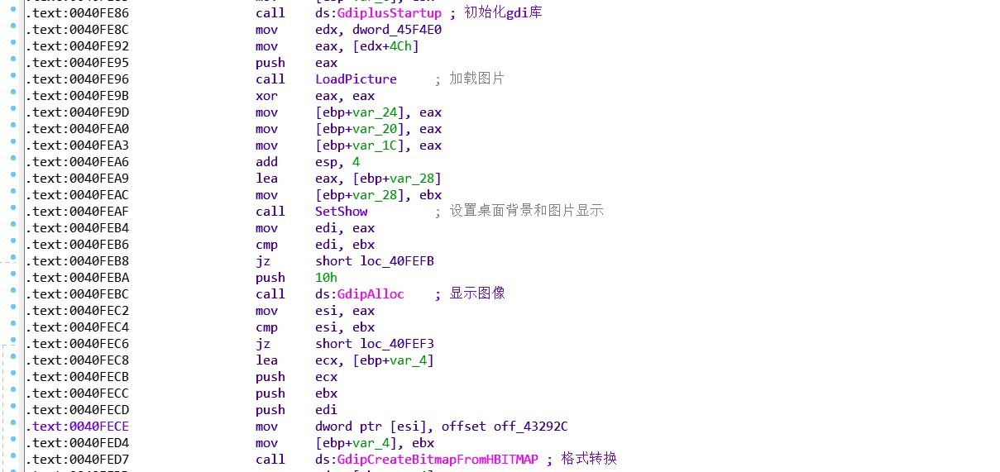 .text:0040FE86 call ds:GdiplusStartup ; 初始化gdi库
.text:0040FE8C mov edx, dword_45F4E0
.text:0040FE92 mov eax, [edx+4Ch]
.text:0040FE95 push eax
.text:0040FE96 call LoadPicture ; 加载图片
.text:0040FE9B xor eax, eax
.text:0040FE9D mov [ebp+var_24], eax
.text:0040FEA0 mov [ebp+var_20], eax
.text:0040FEA3 mov [ebp+var_1C], eax
.text:0040FEA6 add esp, 4
.text:0040FEA9 lea eax, [ebp+var_28]
.text:0040FEAC mov [ebp+var_28], ebx
.text:0040FEAF call SetShow ; 设置桌面背景和图片显示
.text:0040FEB4 mov edi, eax
.text:0040FEB6 cmp edi, ebx
.text:0040FEB8 jz short loc_40FEFB
.text:0040FEBA push 10h
.text:0040FEBC call ds:GdipAlloc ; 显示图像
.text:0040FEC2 mov esi, eax
.text:0040FEC4 cmp esi, ebx
.text:0040FEC6 jz short loc_40FEF3
.text:0040FEC8 lea ecx, [ebp+var_4]
.text:0040FECB push ecx
.text:0040FECC push ebx
.text:0040FECD push edi
.text:0040FECE mov dword ptr [esi], offset off_43292C
.text:0040FED4 mov [ebp+var_4], ebx
.text:0040FED7 call ds:GdipCreateBitmapFromHBITMAP ; 格式转换